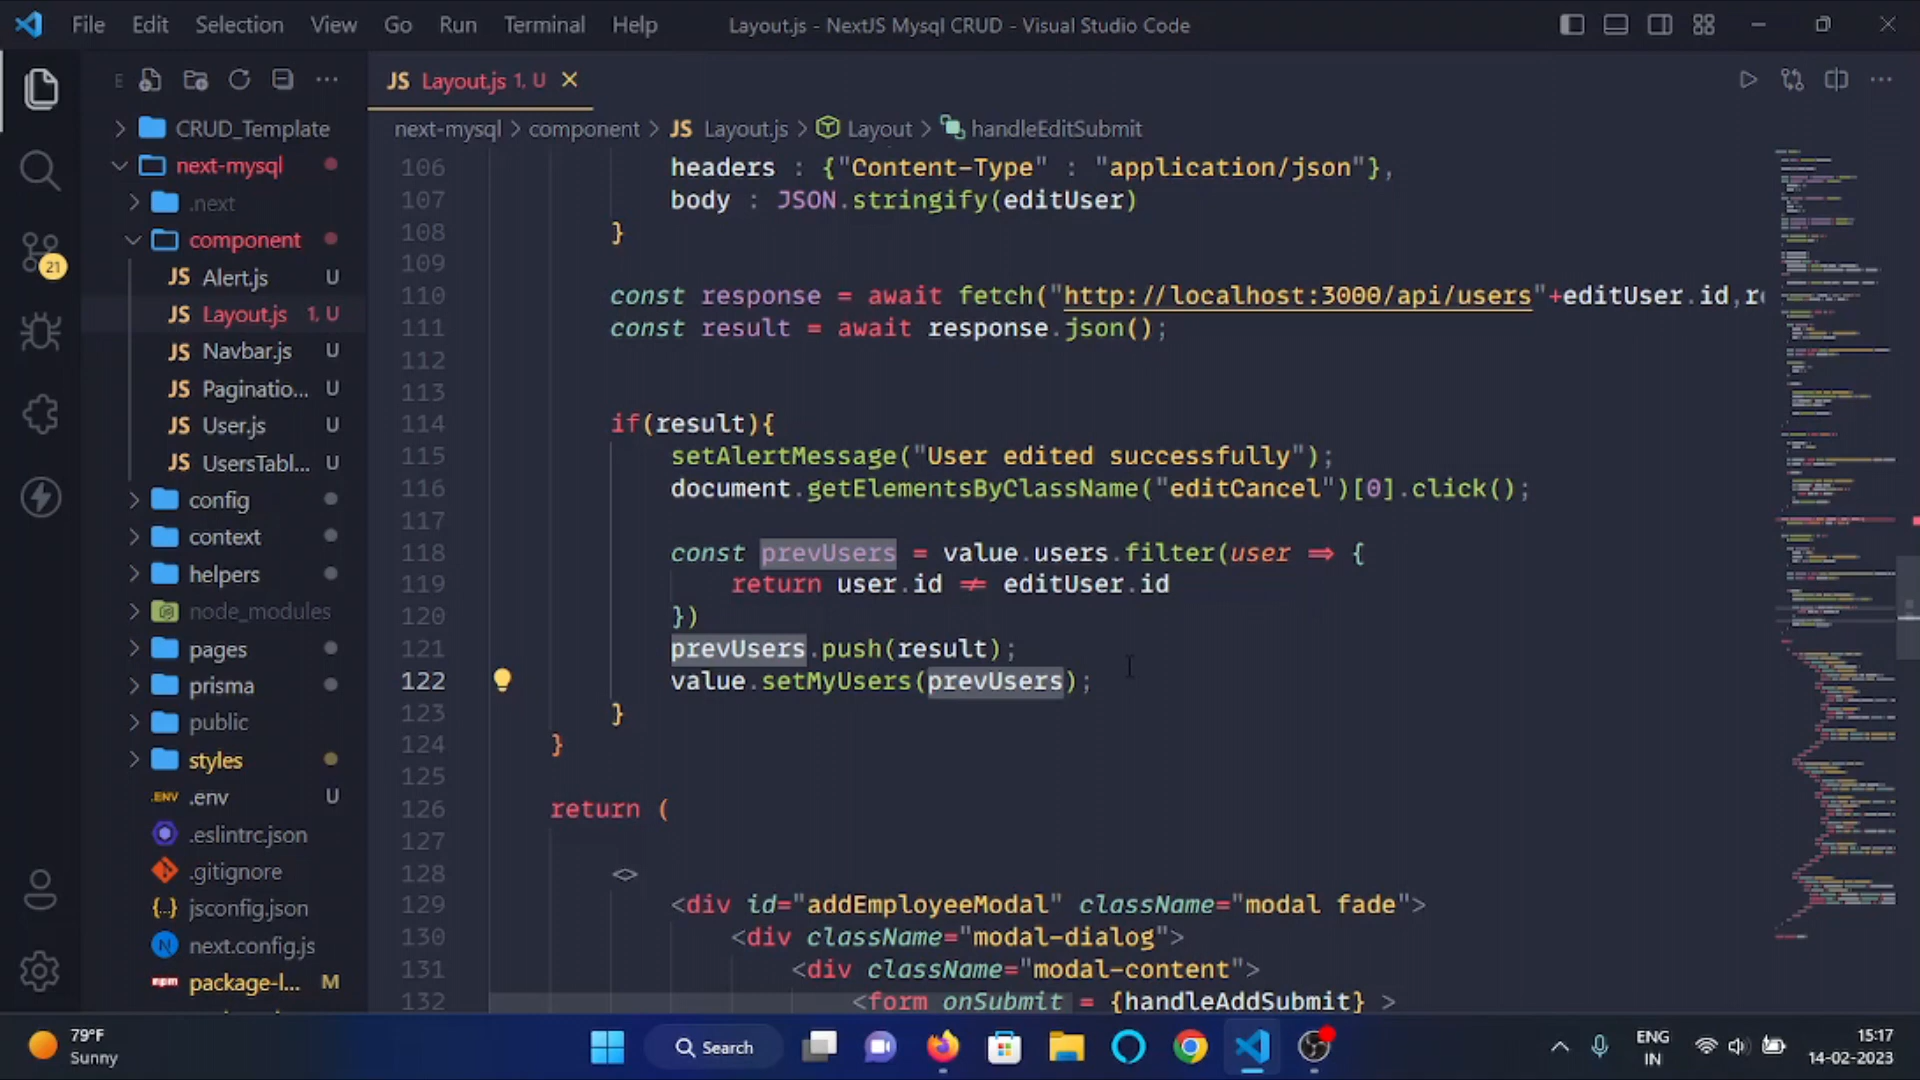 File Edit Selection View Go Run Terminal Help
Layout.js - NextJS Mysql CRUD - Visual Studio Code
E
JS Layout.js 1, U
next-mysql > component > JS Layout.js > Layout > handleEditSubmit
CRUD_Template
next-mysql
.next
component
JS Alert.js U
JS Layout.js 1, U
JS Navbar.js U
JS Paginatio... U
JS User.js U
JS UsersTabl... U
config
context
helpers
node_modules
pages
prisma
public
styles
.ENV .env U
.eslintrc.json
.gitignore
{..} jsconfig.json
N next.config.js
npm package-l... M
21
106 headers : {"Content-Type" : "application/json"},
107 body : JSON.stringify(editUser)
108 }
109
110 const response = await fetch("http://localhost:3000/api/users"+editUser.id,r
111 const result = await response.json();
112
113
114 if(result){
115 setAlertMessage("User edited successfully");
116 document.getElementsByClassName("editCancel")[0].click();
117
118 const prevUsers = value.users.filter(user ⇒ {
119 return user.id ≠ editUser.id
120 })
121 prevUsers.push(result);
122 value.setMyUsers(prevUsers);
123 }
124 }
125
126 return (
127
128 <>
129 <div id="addEmployeeModal" className="modal fade">
130 <div className="modal-dialog">
131 <div className="modal-content">
132 <form onSubmit = {handleAddSubmit} >
79°F
Sunny
Search
ENG
IN
15:17
14-02-2023